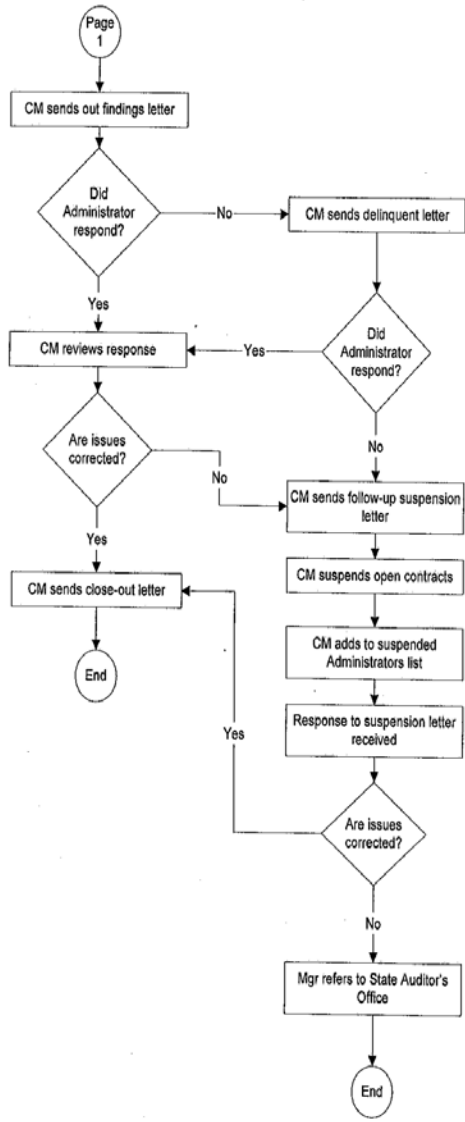 Page
1
CM sends out findings letter
Did
Administrator
respond?
No
CM sends delinquent letter
Yes
Did
Administrator
respond?
CM reviews response
Yes
No
Are issues
corrected?
No
CM sends follow-up suspension
letter
Yes
CM suspends open contracts
CM sends close-out letter
CM adds to suspended
Administrators list
End
Response to suspension letter
received
Yes
Are issues
corrected?
No
Mgr refers to State Auditor's
Office
End